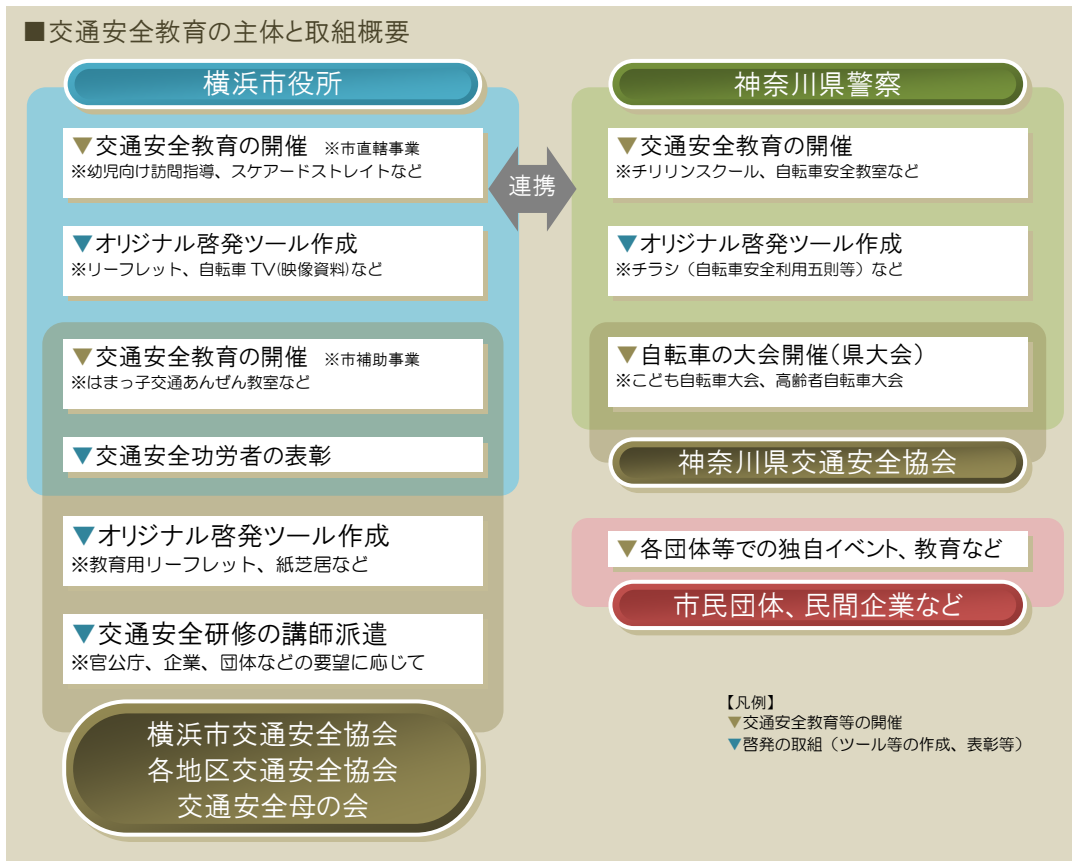 ■交通安全教育の主体と取組概要
横浜市役所
▼交通安全教育の開催 ※市直轄事業
※幼児向け訪問指導、スケアードストレイトなど
▼オリジナル啓発ツール作成
※リーフレット、自転車TV(映像資料)など
▼交通安全教育の開催 ※市補助事業
※はまっ子交通あんぜん教室など
▼交通安全功労者の表彰
▼オリジナル啓発ツール作成
※教育用リーフレット、紙芝居など
▼交通安全研修の講師派遣
※官公庁、企業、団体などの要望に応じて
横浜市交通安全協会
各地区交通安全協会
交通安全母の会
連携
神奈川県警察
▼交通安全教育の開催
※チリリンスクール、自転車安全教室など
▼オリジナル啓発ツール作成
※チラシ（自転車安全利用五則等）など
▼自転車の大会開催（県大会）
※こども自転車大会、高齢者自転車大会
神奈川県交通安全協会
▼各団体等での独自イベント、教育など
市民団体、民間企業など
【凡例】
▼交通安全教育等の開催
▼啓発の取組（ツール等の作成、表彰等）